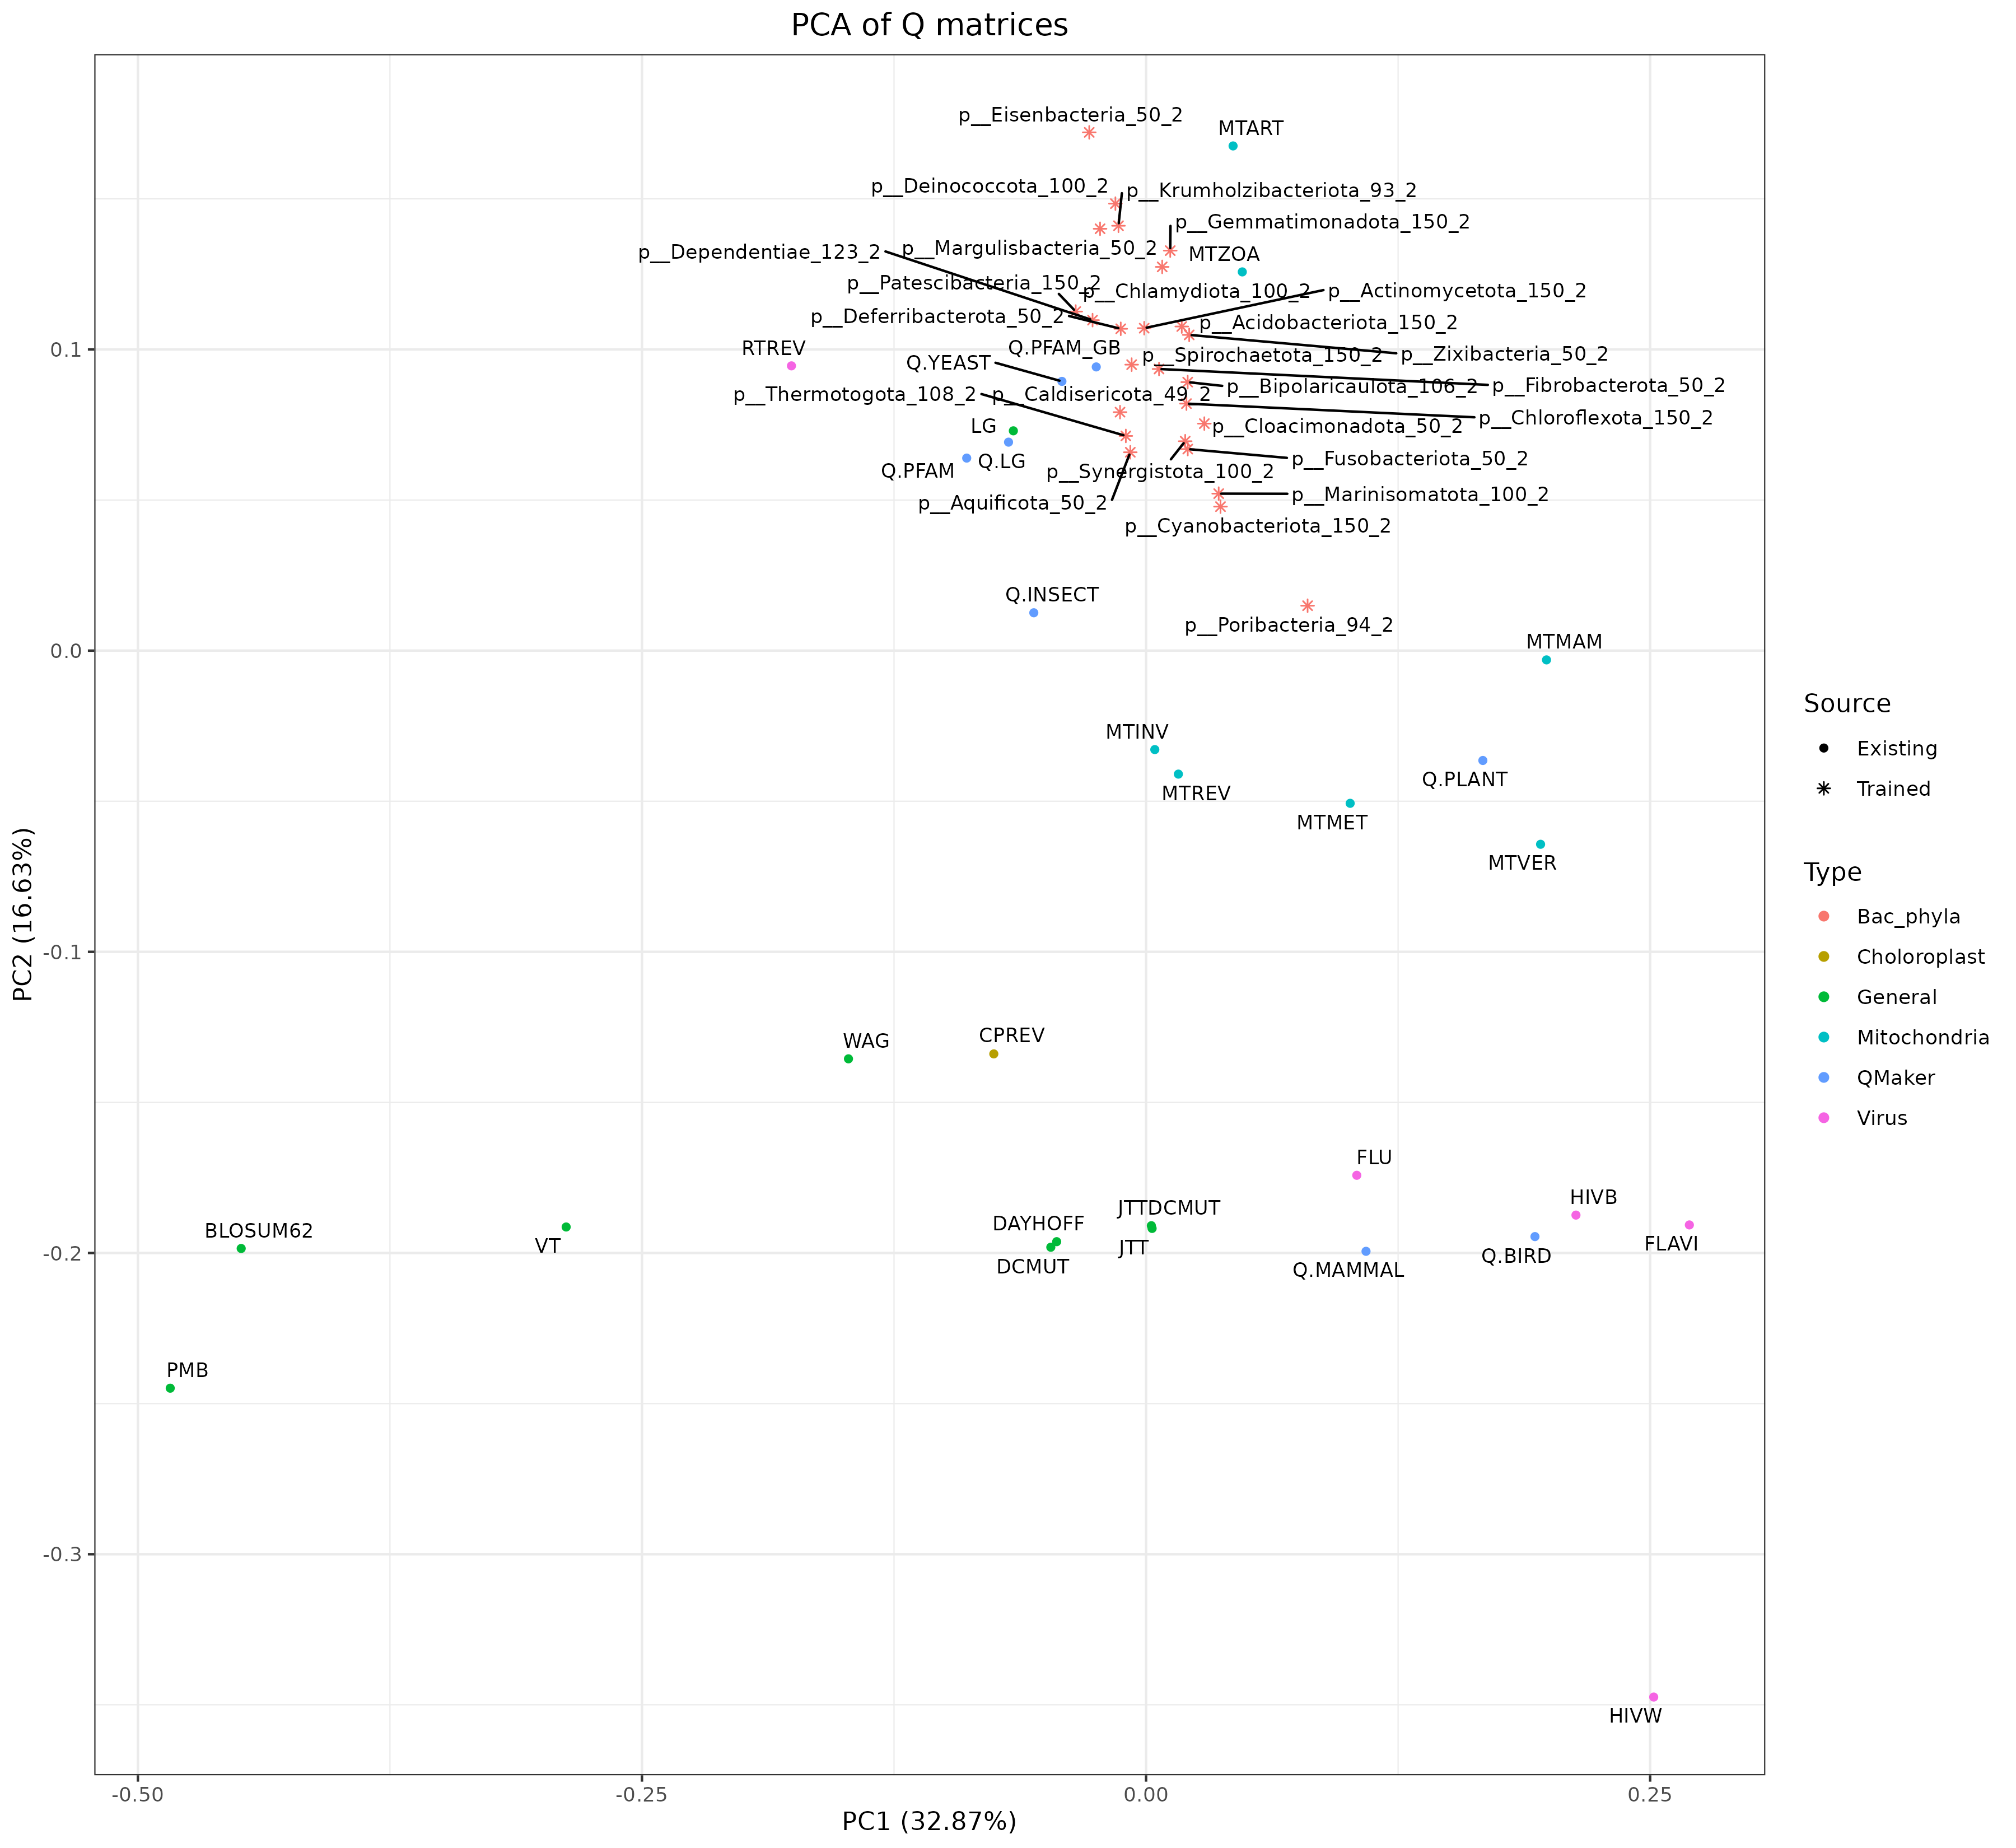 PCA of Q matrices
p__Eisenbacteria_50_2
MTART
p__Deinococcota_100_2
p__Krumholzibacteriota_93_2
p__Gemmatimonadota_150_2
p__Dependentiae_123_2
p__Margulisbacteria_50_2
MTZOA
p__Patescibacteria_150_2
p__Chlamydiota_100_2
p__Actinomycetota_150_2
p__Deferribacterota_50_2
p__Acidobacteriota_150_2
RTREV
Q.PFAM_GB
0.1
p__Spirochaetota_150_2
p__Zixibacteria_50_2
Q.YEAST
p__Bipolaricaulota_106_2
p__Fibrobacterota_50_2
p__Thermotogota_108_2
p__Caldisericota_49_2
p__Chloroflexota_150_2
LG
p__Cloacimonadota_50_2
Q.LG
p__Fusobacteriota_50_2
Q.PFAM
p__Synergistota_100_2
p__Marinisomatota_100_2
p__Aquificota_50_2
p__Cyanobacteriota_150_2
Q.INSECT
p__Poribacteria_94_2
MTMAM
0.0
MTINV
Q.PLANT
MTREV
MTMET
MTVER
-0.1
WAG
CPREV
FLU
HIVB
JTTDCMUT
DAYHOFF
BLOSUM62
VT
JTT
FLAVI
-0.2
Q.BIRD
DCMUT
Q.MAMMAL
PMB
-0.3
HIVW
-0.50
-0.25
0.00
0.25
PC1 (32.87%)
PC2 (16.63%)
Source
Existing
Trained
Type
Bac_phyla
Choloroplast
General
Mitochondria
QMaker
Virus